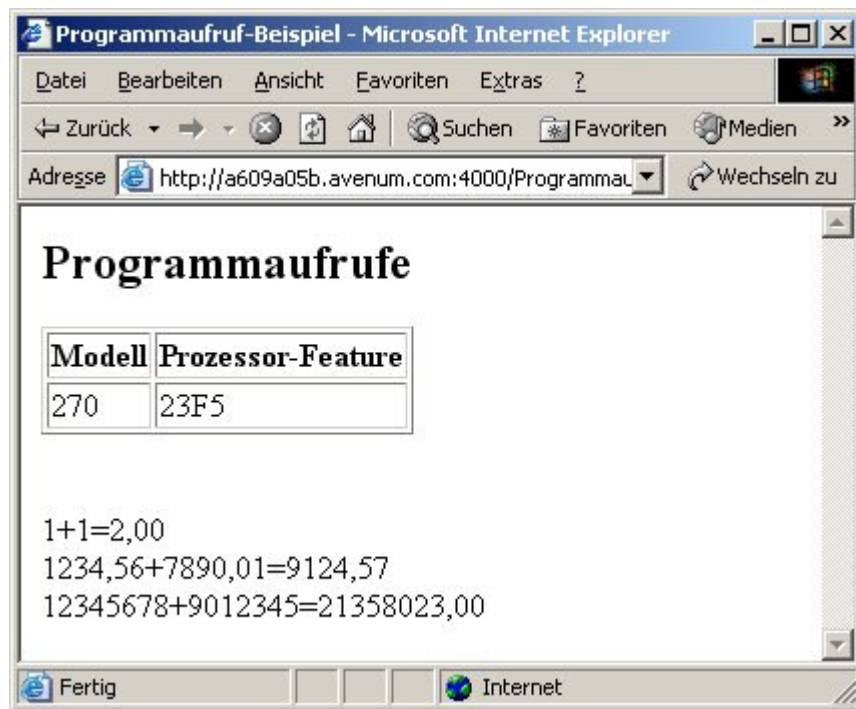 Programmaufruf-Beispiel - Microsoft Internet Explorer
Datei Bearbeiten Ansicht Favoriten Extras ?
Zurück Suchen Favoriten Medien »
Adresse http://a609a05b.avenum.com:4000/Programmau Wechseln zu
Programmaufrufe
Modell Prozessor-Feature
270 23F5
1+1=2,00
1234,56+7890,01=9124,57
12345678+9012345=21358023,00
Fertig Internet